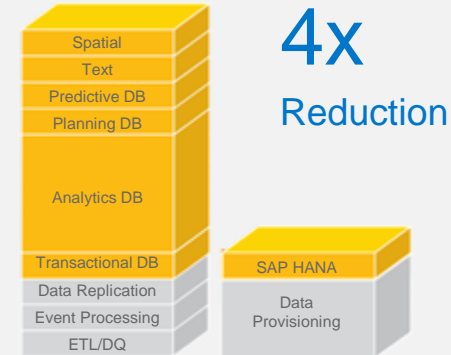 4x
Reduction
Spatial
Text
Predictive DB
Planning DB
Analytics DB
Transactional DB
Data Replication
Event Processing
ETL/DQ
SAP HANA
Data
Provisioning